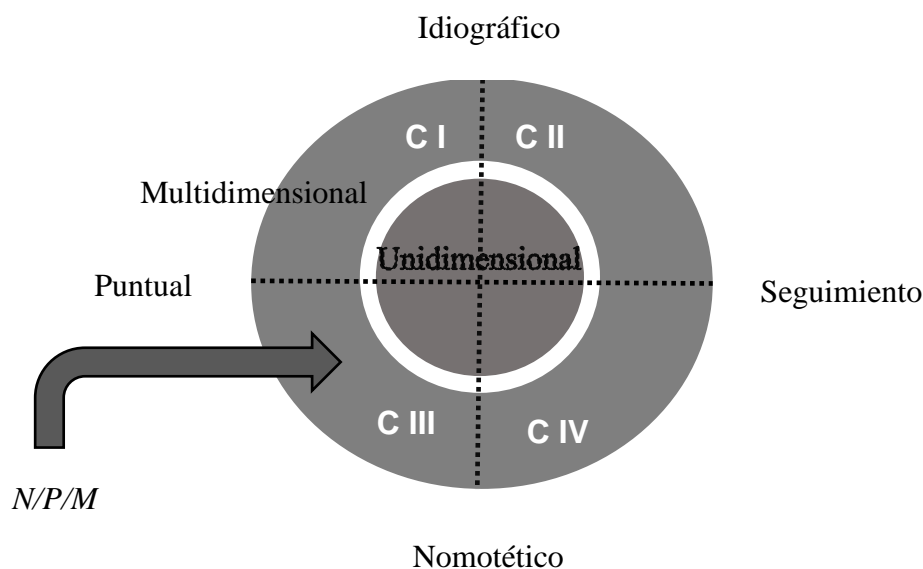 Idiográfico
C I
C II
Multidimensional
Unidimensional
Puntual
Seguimiento
C III
C IV
N/P/M
Nomotético